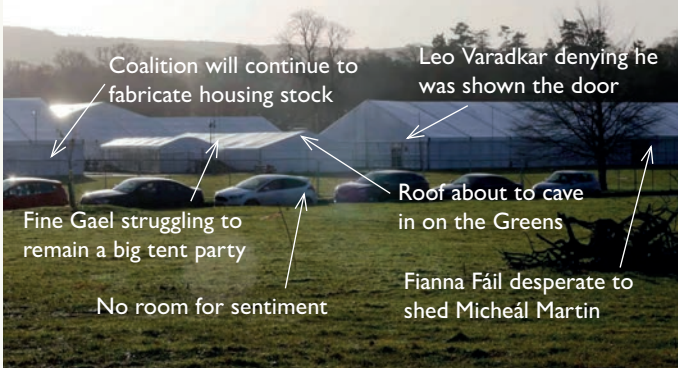 Coalition will continue to
fabricate housing stock
Leo Varadkar denying he
was shown the door
Fine Gael struggling to
remain a big tent party
Roof about to cave
in on the Greens
No room for sentiment
Fianna Fáil desperate to
shed Micheál Martin